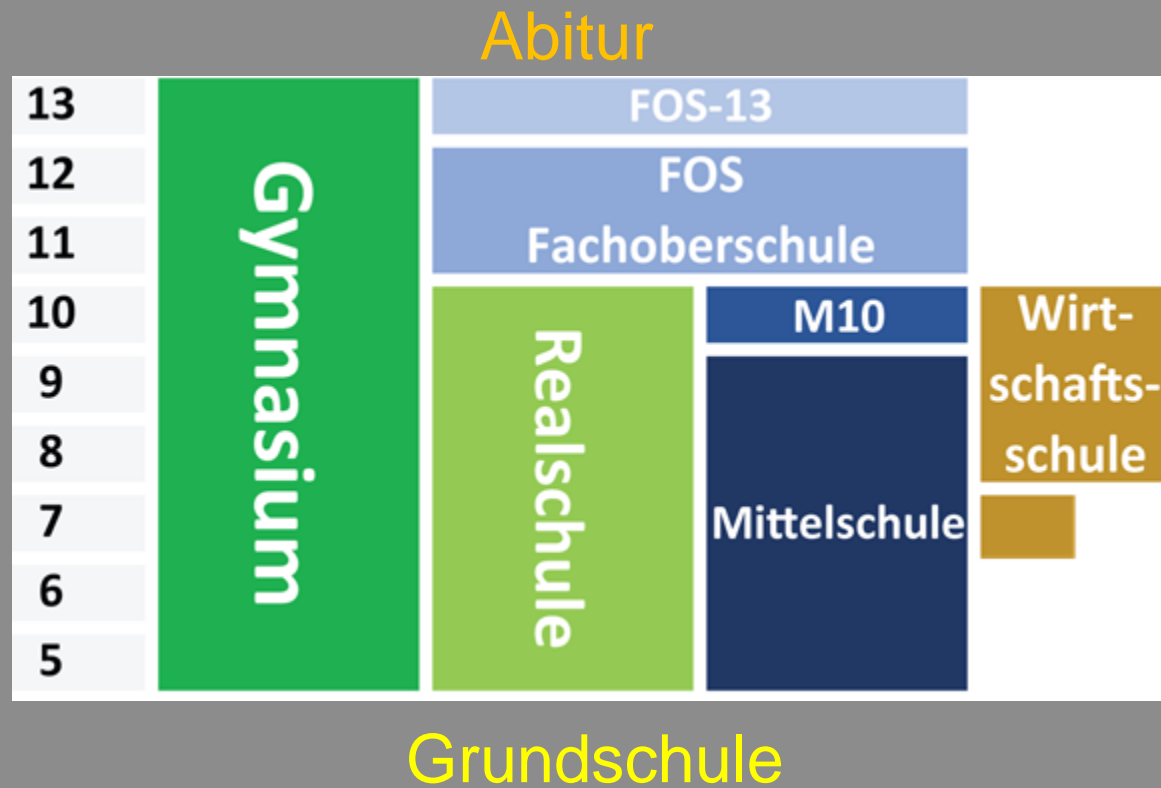 Abitur
13
FOS-13
12
FOS
11
Fachoberschule
Gymnasium
10
M10
Wirt-
9
schafts-
8
schule
Realschule
7
Mittelschule
6
5
Grundschule